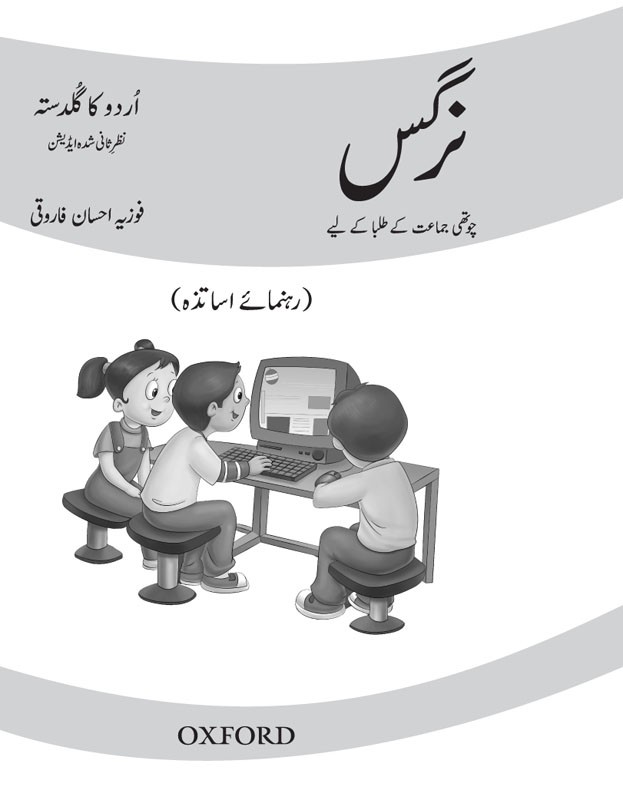 نرگس
چوتھی جماعت کے طلبا کے لیے
اُردو کا گُلدستہ
نظرِ ثانی شدہ ایڈیشن
فوزیہ احسان فاروقی
(رہنمائے اساتذہ)
OXFORD